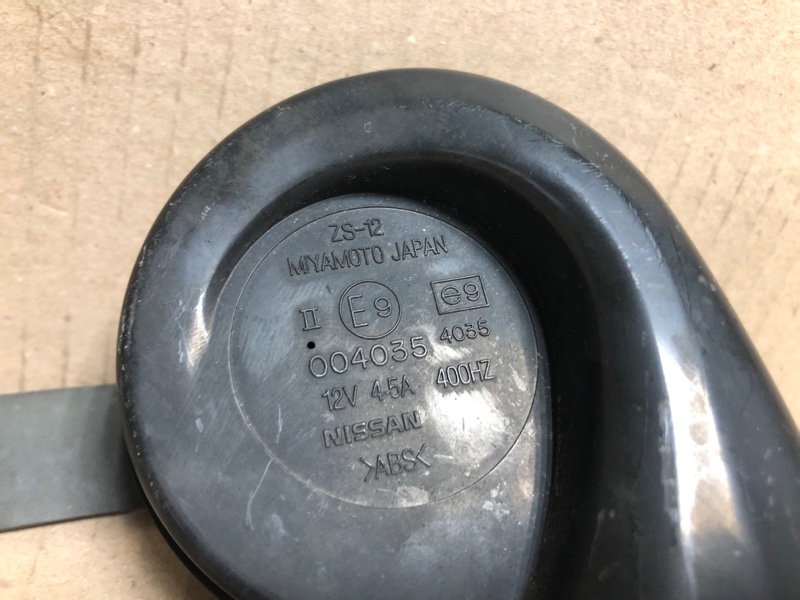 ZS-12
MIYAMOTO JAPAN
II E9 e9
004035 4035
12V 4.5A 400HZ
NISSAN
>ABS<